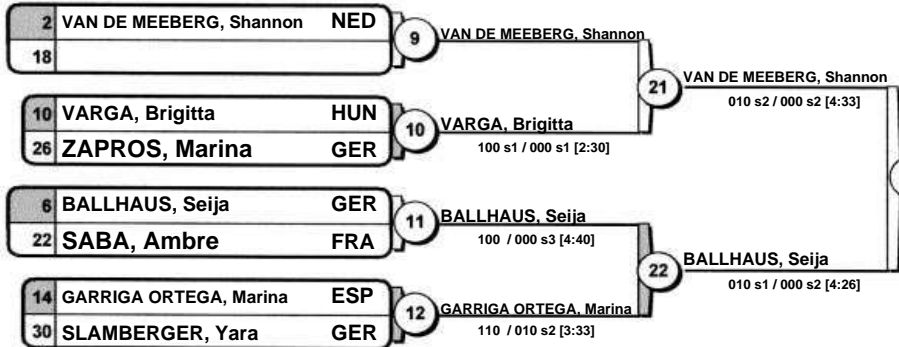 2 VAN DE MEEBERG, Shannon NED
18
9
VAN DE MEEBERG, Shannon
10 VARGA, Brigitta HUN
26 ZAPROS, Marina GER
10
VARGA, Brigitta
100 s1 / 000 s1 [2:30]
21
VAN DE MEEBERG, Shannon
010 s2 / 000 s2 [4:33]
6 BALLHAUS, Seija GER
22 SABA, Ambre FRA
11
BALLHAUS, Seija
100 / 000 s3 [4:40]
14 GARRIGA ORTEGA, Marina ESP
30 SLAMBERGER, Yara GER
12
GARRIGA ORTEGA, Marina
110 / 010 s2 [3:33]
22
BALLHAUS, Seija
010 s1 / 000 s2 [4:26]